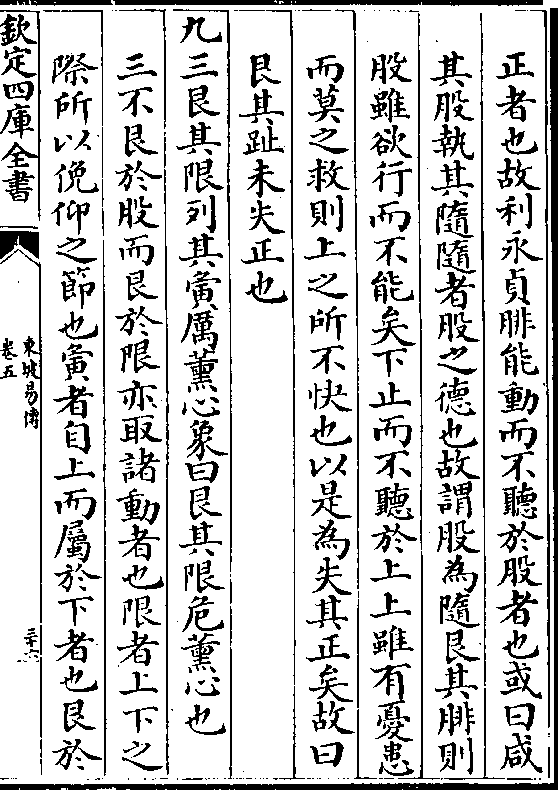 正者也故利永貞腓能動而不聽於股者也或曰咸
其股執其隨隨者股之德也故謂股為隨艮其腓則
股雖欲行而不能矣下止而不聽於上上雖有憂患
而莫之救則上之所不快也以是為失其正矣故曰
艮其趾未失正也
九三艮其限列其夤厲薰心象曰艮其限危薰心也
三不艮於股而艮於限亦取諸動者也限者上下之
際所以俛仰之節也夤者自上而屬於下者也艮於
欽定四庫全書
東坡易傳
卷五
三十六